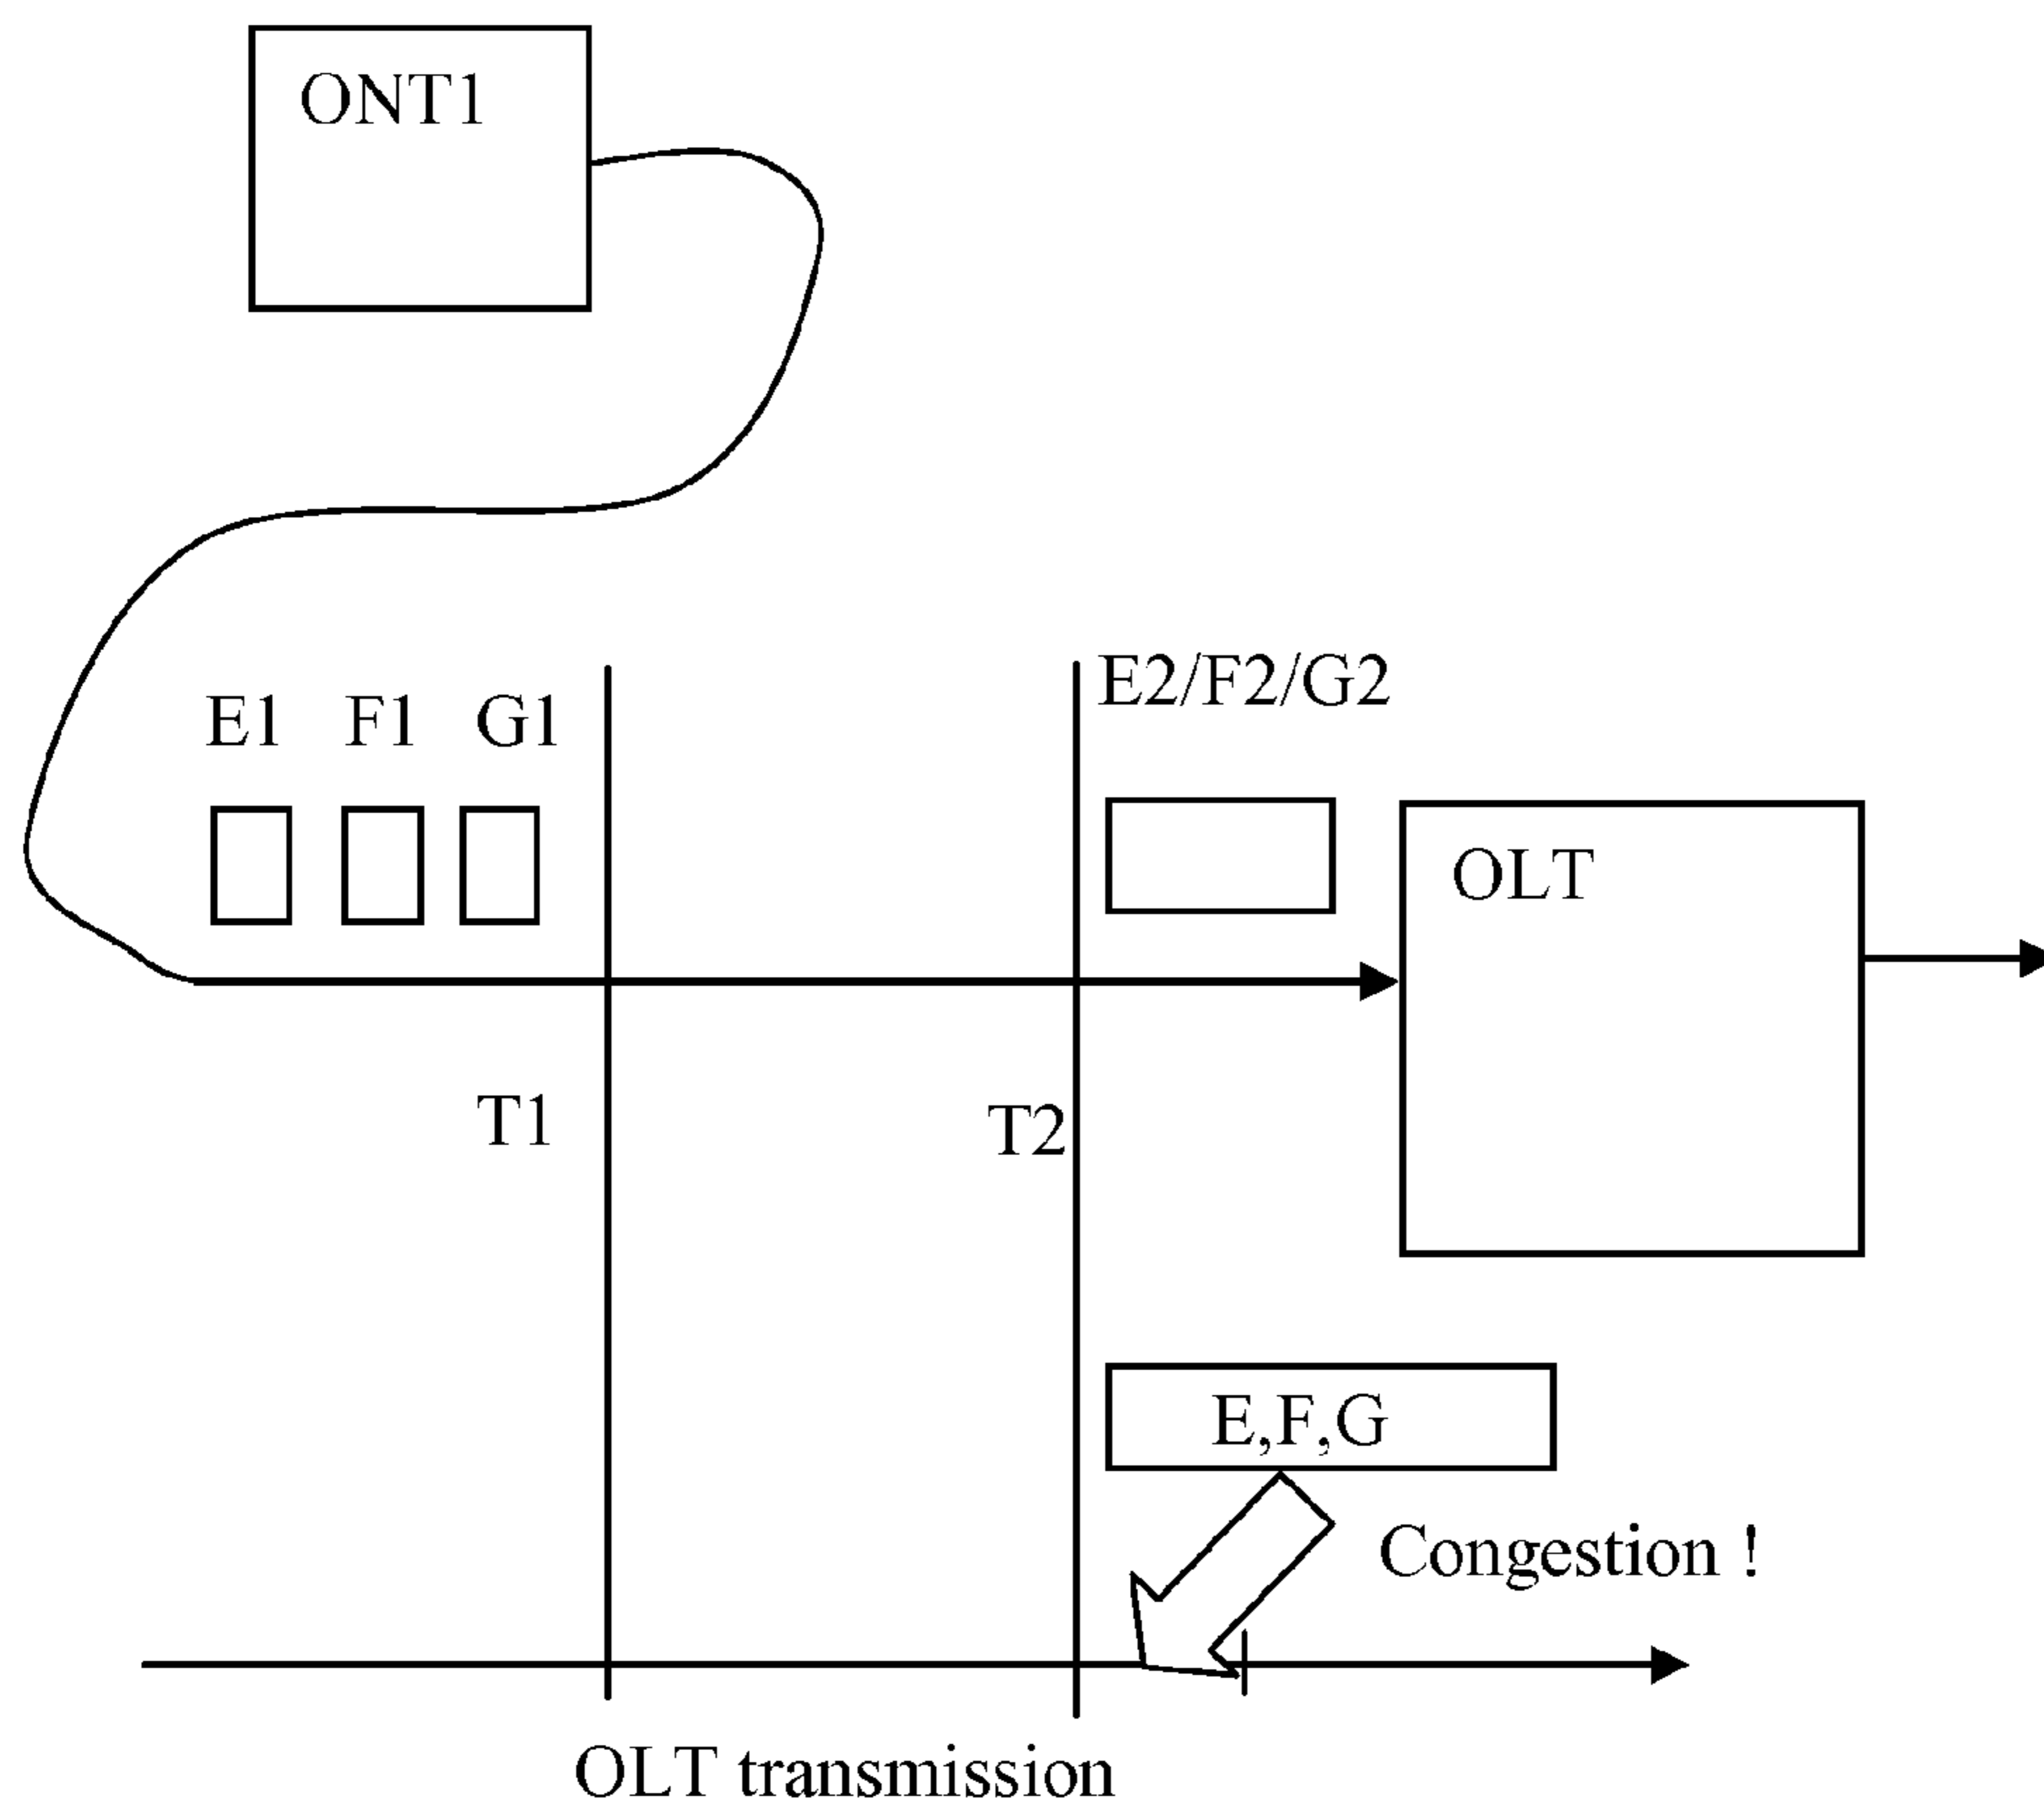 ONT1
E2/F2/G2
E1 F1 G1
OLT
T1
T2
E,F,G
Congestion !
OLT transmission